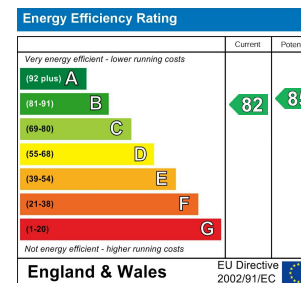 Energy Efficiency Rating
Current
Very energy efficient - lower running costs
(92 plus) A
(81-91) B
82
85
(69-80) C
(55-68) D
(39-54) E
(21-38) F
(1-20) G
Not energy efficient - higher running costs
England & Wales
EU Directive
2002/91/EC